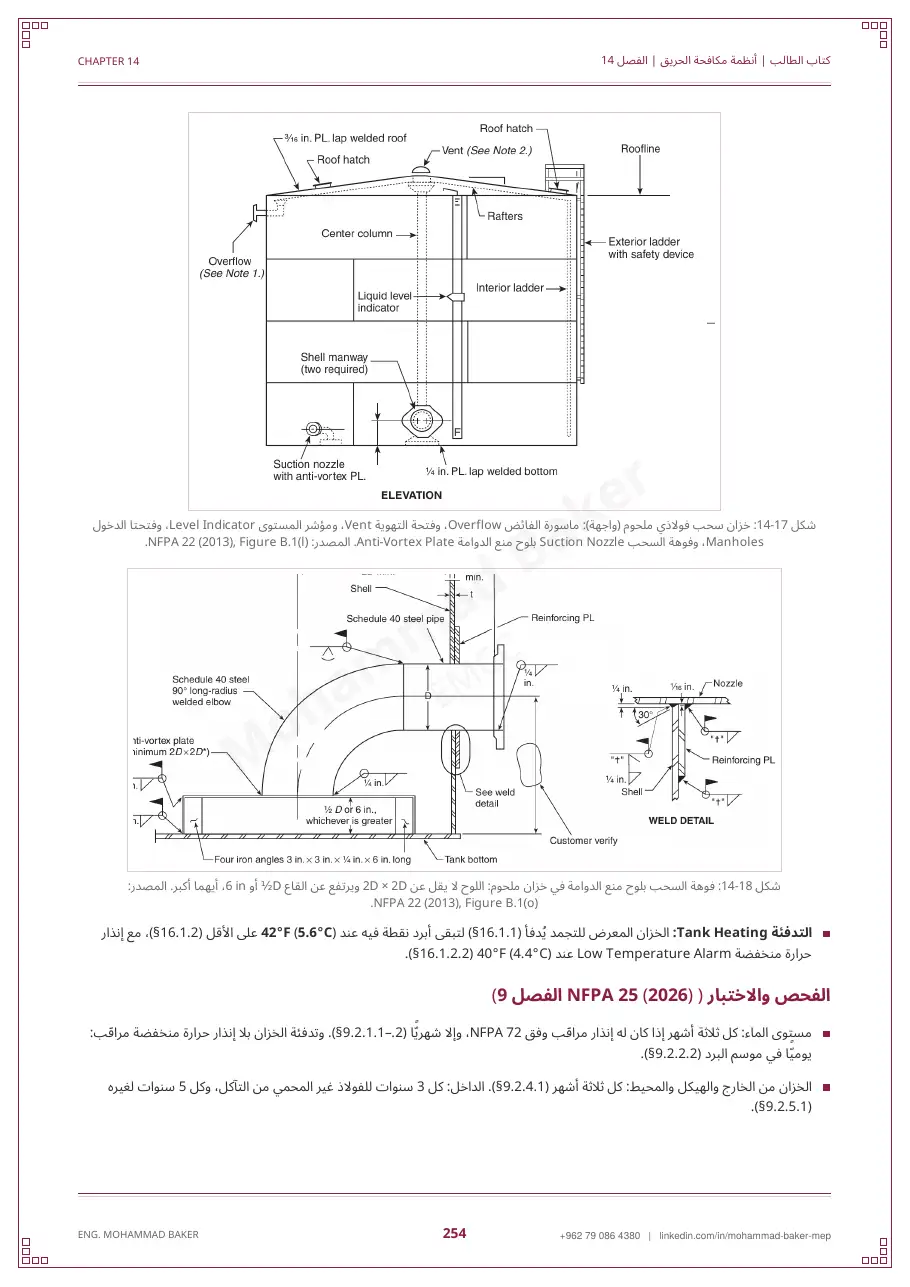 CHAPTER 14
كتاب الطالب | أنظمة مكافحة الحريق | الفصل 14
Roof hatch
3⁄16 in. PL. lap welded roof
Vent (See Note 2.)
Roofline
Roof hatch
Rafters
Center column
Exterior ladder
with safety device
Overflow
(See Note 1.)
Interior ladder
Liquid level
indicator
Shell manway
(two required)
F
Suction nozzle
with anti-vortex PL.
1⁄4 in. PL. lap welded bottom
ELEVATION
شكل 17-14: خزان سحب فولاذي ملحوم (واجهة): ماسورة الفائض Overflow، وفتحة التهوية Vent، ومؤشر المستوى Level Indicator، وفتحتا الدخول
Manholes، وفوهة السحب Suction Nozzle بلوح منع الدوامة Anti-Vortex Plate. المصدر: NFPA 22 (2013), Figure B.1(l).
min.
Shell
t
Schedule 40 steel pipe
Reinforcing PL
Schedule 40 steel
90° long-radius
welded elbow
1⁄4
in.
D
1⁄4 in.
1⁄16 in.
Nozzle
30°
"†"
"†"
Reinforcing PL
1⁄4 in.
Shell
"†"
WELD DETAIL
nti-vortex plate
ninimum 2D×2D*)
n.
1⁄4 in.
n.
1⁄2 D or 6 in.,
whichever is greater
See weld
detail
Customer verify
Four iron angles 3 in. × 3 in. × 1⁄4 in. × 6 in. long
Tank bottom
شكل 18-14: فوهة السحب بلوح منع الدوامة في خزان ملحوم: اللوح لا يقل عن 2D × 2D ويرتفع عن القاع ½D أو 6 in، أيهما أكبر. المصدر:
NFPA 22 (2013), Figure B.1(o).
التدفئة Tank Heating: الخزان المعرض للتجمد يُدفأ (§16.1.1) لتبقى أبرد نقطة فيه عند 42°F (5.6°C) على الأقل (§16.1.2)، مع إنذار
حرارة منخفضة Low Temperature Alarm عند 40°F (4.4°C) (§16.1.2.2).
الفحص والاختبار ( NFPA 25 (2026) الفصل 9)
مستوى الماء: كل ثلاثة أشهر إذا كان له إنذار مراقب وفق NFPA 72، وإلا شهريًا (§9.2.1.1–.2). وتدفئة الخزان بلا إنذار حرارة منخفضة مراقب:
يوميًا في موسم البرد (§9.2.2.2).
الخزان من الخارج والهيكل والمحيط: كل ثلاثة أشهر (§9.2.4.1). الداخل: كل 3 سنوات للفولاذ غير المحمي من التآكل، وكل 5 سنوات لغيره
(§9.2.5.1).
ENG. MOHAMMAD BAKER
254
+962 79 086 4380 | linkedin.com/in/mohammad-baker-mep
Mohammad Baker